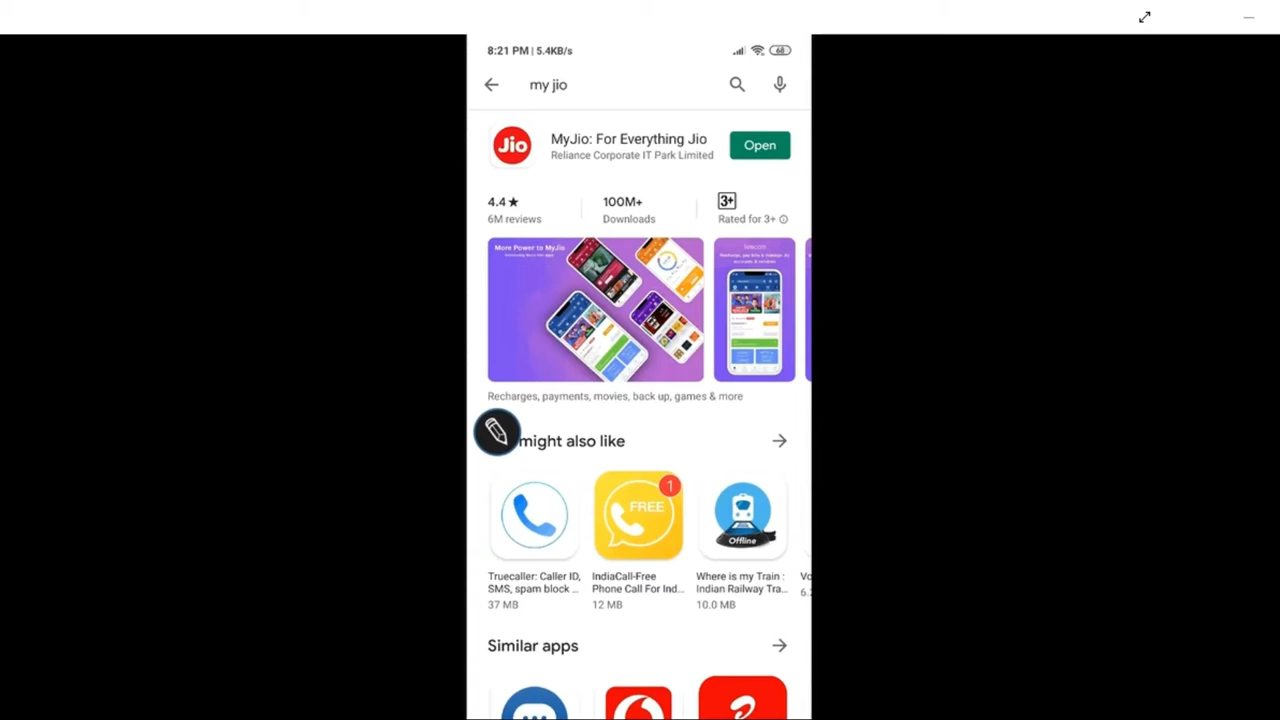 8:21 PM | 5.4KB/s
68
my jio
Jio
MyJio: For Everything Jio
Reliance Corporate IT Park Limited
Open
4.4★
6M reviews
100M+
Downloads
3+
Rated for 3+
More Power to MyJio
Telecom
Recharges, payments, movies, back up, games & more
might also like
1
FREE
Offline
Truecaller: Caller ID,
SMS, spam block ...
37 MB
IndiaCall-Free
Phone Call For Ind...
12 MB
Where is my Train :
Indian Railway Tra...
10.0 MB
Similar apps